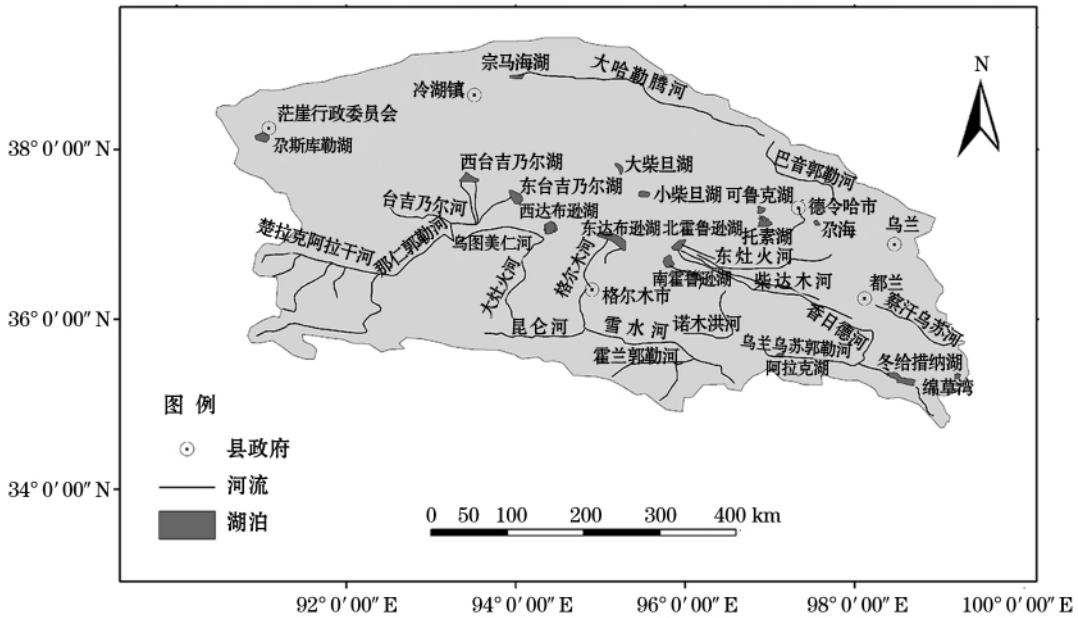 宗马海湖
大哈勒腾河
N
冷湖镇
茫崖行政委员会
尕斯库勒湖
38° 0′ 00″ N
巴音郭勒河
西台吉乃尔湖
大柴旦湖
东台吉乃尔湖
小柴旦湖
可鲁克湖
德令哈市
台吉乃尔河
西达布逊湖
乌兰
尕海
托素湖
楚拉克阿拉干河
那仁郭勒河
乌图美仁河
东达布逊湖
北霍鲁逊湖
东灶火河
南霍鲁逊湖
柴达木河
都兰
大灶火河
格尔木河
格尔木市
察汗乌苏河
香日德河
36° 0′ 00″ N
昆仑河
雪水河
诺木洪河
乌兰乌苏郭勒河
霍兰郭勒河
阿拉克湖
冬给措纳湖
绵草湾
图 例
县政府
河流
湖泊
34° 0′ 00″ N
0 50 100 200 300 400 km
92° 0′ 00″ E
94° 0′ 00″ E
96° 0′ 00″ E
98° 0′ 00″ E
100° 0′ 00″ E